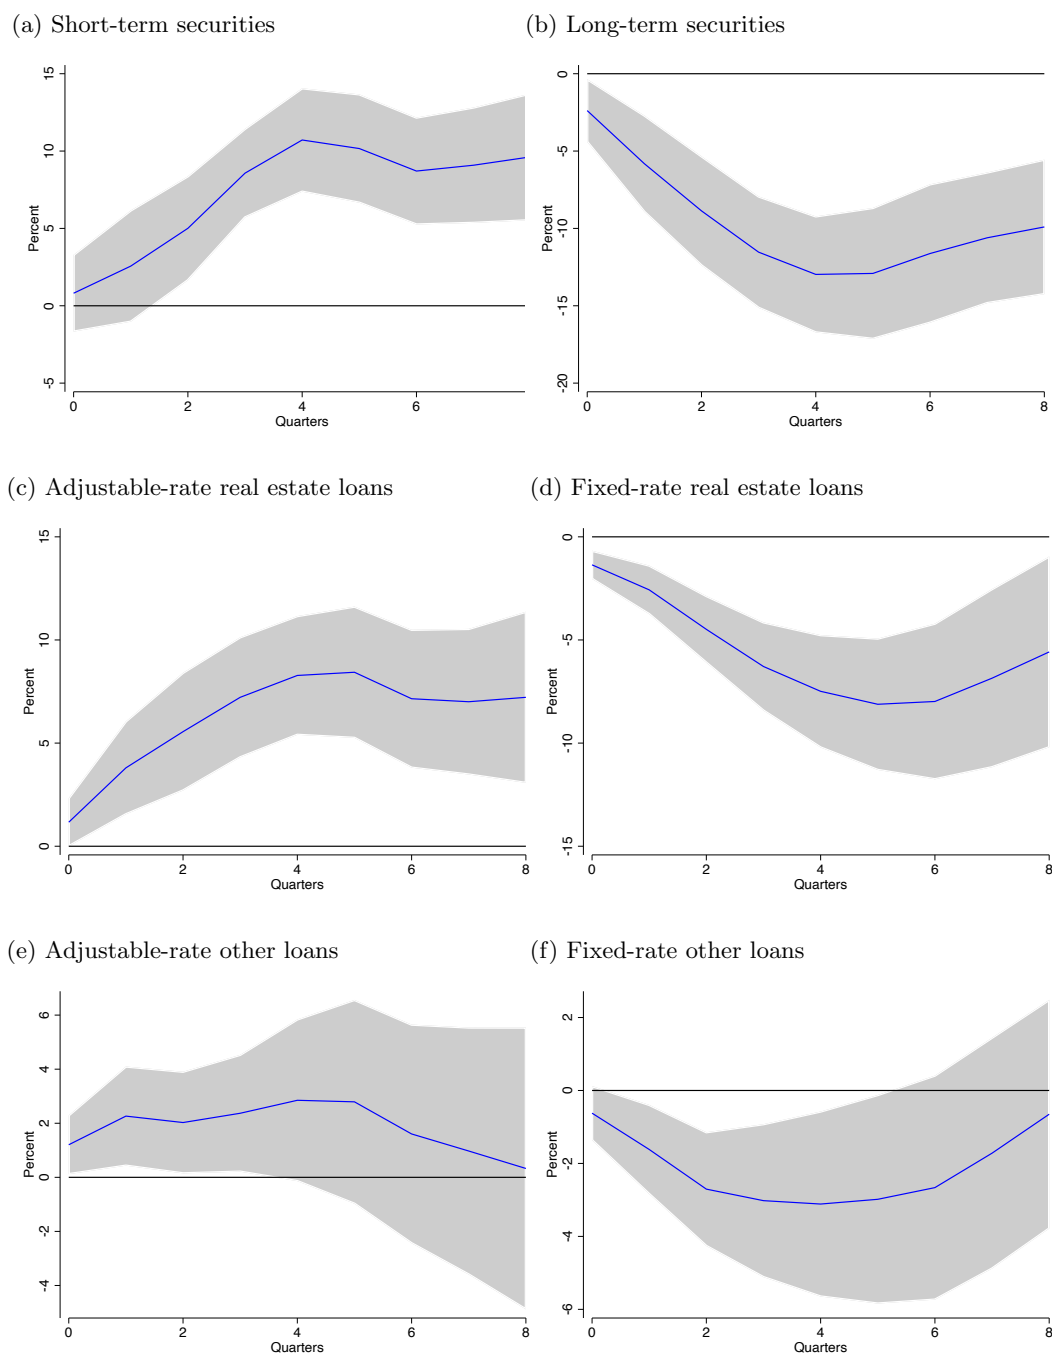 (a) Short-term securities
15
10
5
0
-5
Percent
0 2 4 6
Quarters
(b) Long-term securities
0
-5
-10
-15
-20
Percent
0 2 4 6 8
Quarters
(c) Adjustable-rate real estate loans
15
10
5
0
Percent
0 2 4 6 8
Quarters
(d) Fixed-rate real estate loans
0
-5
-10
-15
Percent
0 2 4 6 8
Quarters
(e) Adjustable-rate other loans
6
4
2
0
-2
-4
Percent
0 2 4 6 8
Quarters
(f) Fixed-rate other loans
2
0
-2
-4
-6
Percent
0 2 4 6 8
Quarters